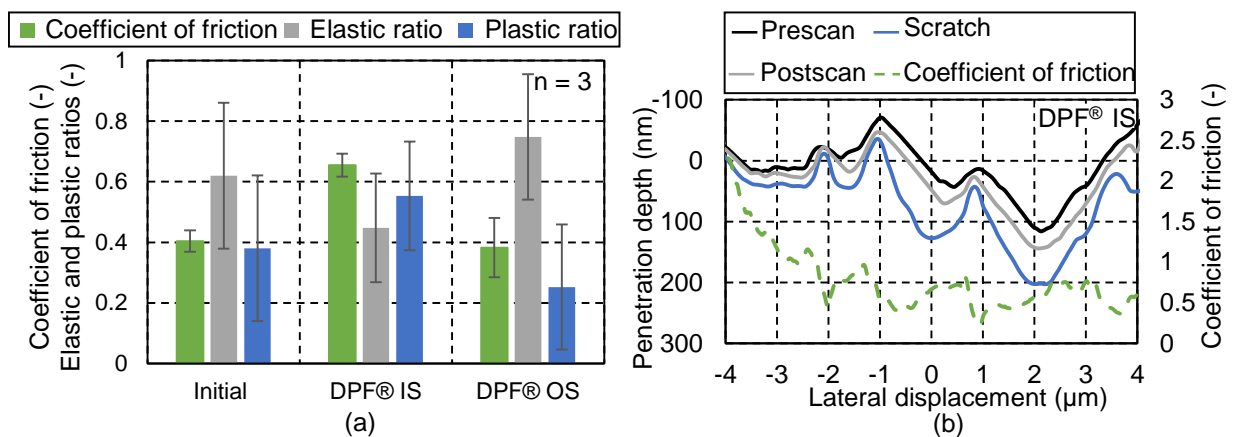 Coefficient of friction Elastic ratio Plastic ratio
Coefficient of friction (-)
Elastic and plastic ratios (-)
1
0.8
0.6
0.4
0.2
0
n = 3
Initial DPF® IS DPF® OS
(a)
Prescan Scratch
Postscan Coefficient of friction
Penetration depth (nm)
-100
0
100
200
300
DPF® IS
3
2.5
2
1.5
1
0.5
0
Coefficient of friction (-)
-4 -3 -2 -1 0 1 2 3 4
Lateral displacement (μm)
(b)